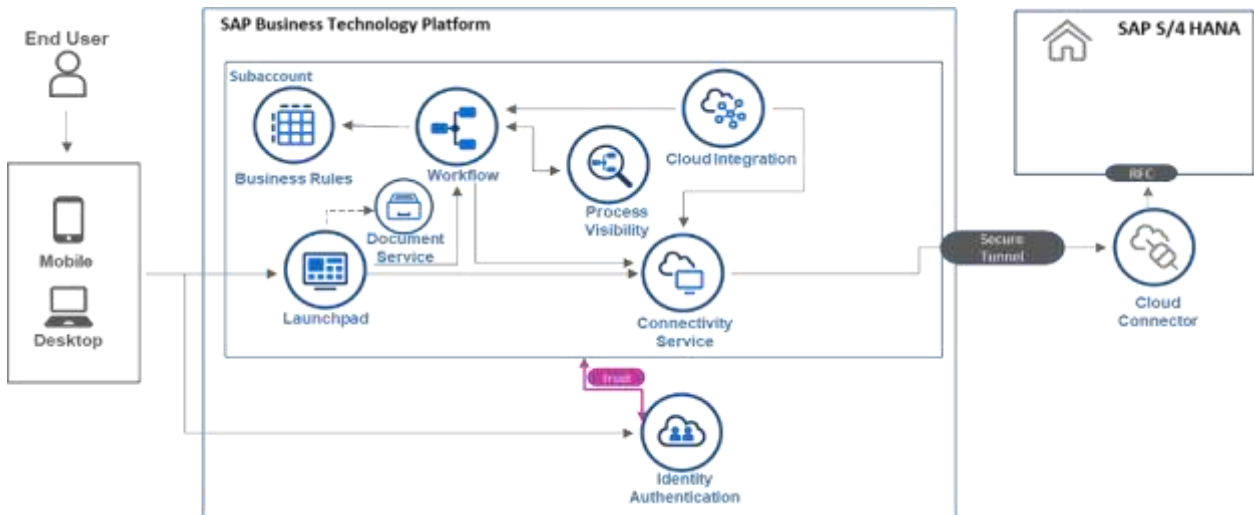 SAP Business Technology Platform
SAP S/4 HANA
End User
Subaccount
Business Rules
Workflow
Cloud Integration
Process
Visibility
RFC
Document
Service
Mobile
Desktop
Launchpad
Connectivity
Service
Secure
Tunnel
Cloud
Connector
Trust
Identity
Authentication